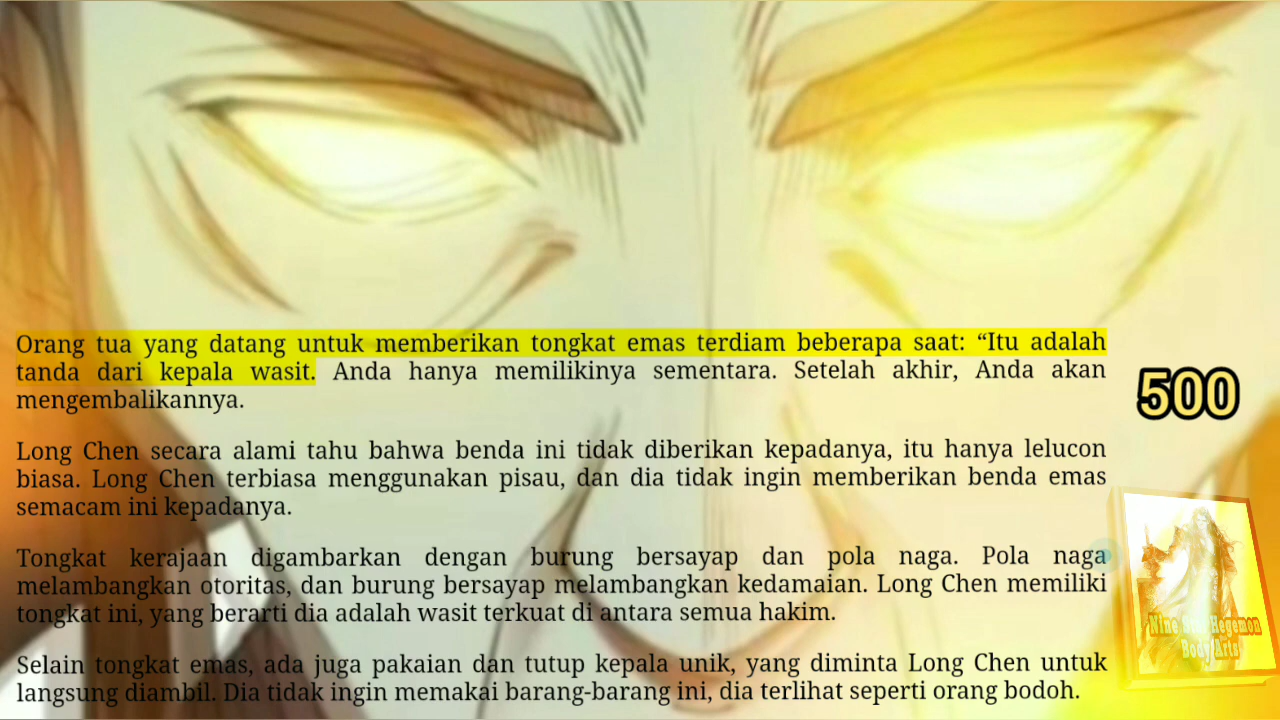 Orang tua yang datang untuk memberikan tongkat emas terdiam beberapa saat: “Itu adalah
tanda dari kepala wasit. Anda hanya memilikinya sementara. Setelah akhir, Anda akan
mengembalikannya.
Long Chen secara alami tahu bahwa benda ini tidak diberikan kepadanya, itu hanya lelucon
biasa. Long Chen terbiasa menggunakan pisau, dan dia tidak ingin memberikan benda emas
semacam ini kepadanya.
Tongkat kerajaan digambarkan dengan burung bersayap dan pola naga. Pola naga
melambangkan otoritas, dan burung bersayap melambangkan kedamaian. Long Chen memiliki
tongkat ini, yang berarti dia adalah wasit terkuat di antara semua hakim.
Selain tongkat emas, ada juga pakaian dan tutup kepala unik, yang diminta Long Chen untuk
langsung diambil. Dia tidak ingin memakai barang-barang ini, dia terlihat seperti orang bodoh.
500
Nine Star Hegemon
Body Arts